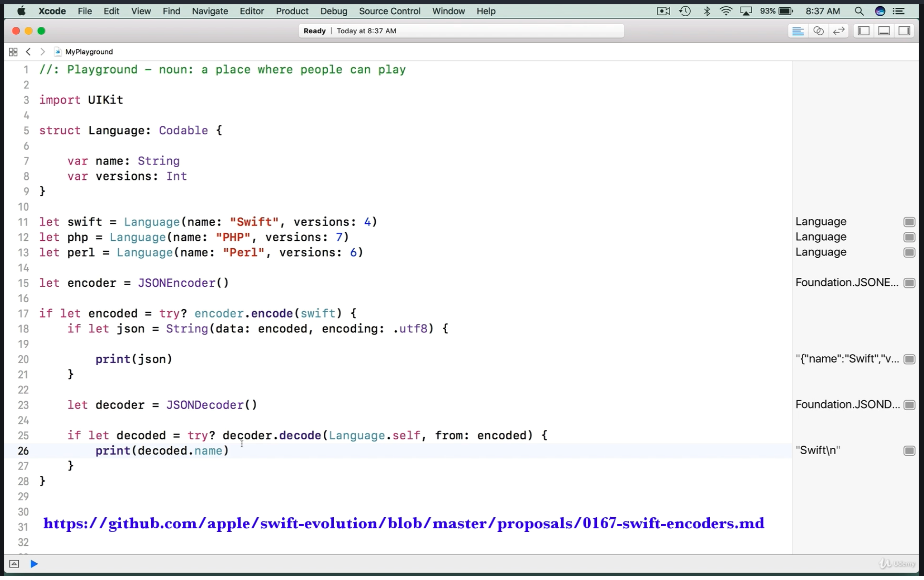 Xcode File Edit View Find Navigate Editor Product Debug Source Control Window Help 93% 8:37 AM
Ready | Today at 8:37 AM
MyPlayground
1 //: Playground – noun: a place where people can play
2
3 import UIKit
4
5 struct Language: Codable {
6
7 var name: String
8 var versions: Int
9 }
10
11 let swift = Language(name: "Swift", versions: 4) Language
12 let php = Language(name: "PHP", versions: 7) Language
13 let perl = Language(name: "Perl", versions: 6) Language
14
15 let encoder = JSONEncoder() Foundation.JSONE...
16
17 if let encoded = try? encoder.encode(swift) {
18 if let json = String(data: encoded, encoding: .utf8) {
19
20 print(json) "{"name":"Swift","v...
21 }
22
23 let decoder = JSONDecoder() Foundation.JSOND...
24
25 if let decoded = try? decoder.decode(Language.self, from: encoded) {
26 print(decoded.name) "Swift\n"
27 }
28 }
29
30
31
https://github.com/apple/swift-evolution/blob/master/proposals/0167-swift-encoders.md
32
Udemy